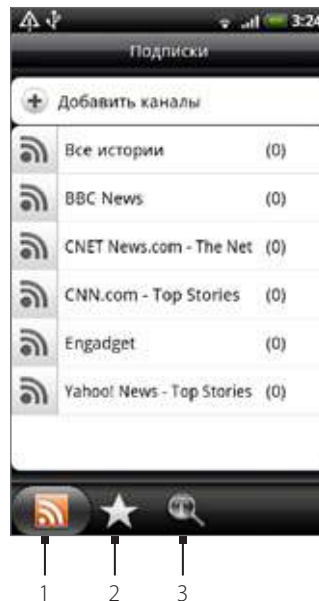 3:24
Подписки
Добавить каналы
Все истории (0)
BBC News (0)
CNET News.com - The Net (0)
CNN.com - Top Stories (0)
Engadget (0)
Yahoo! News - Top Stories (0)
1 2 3